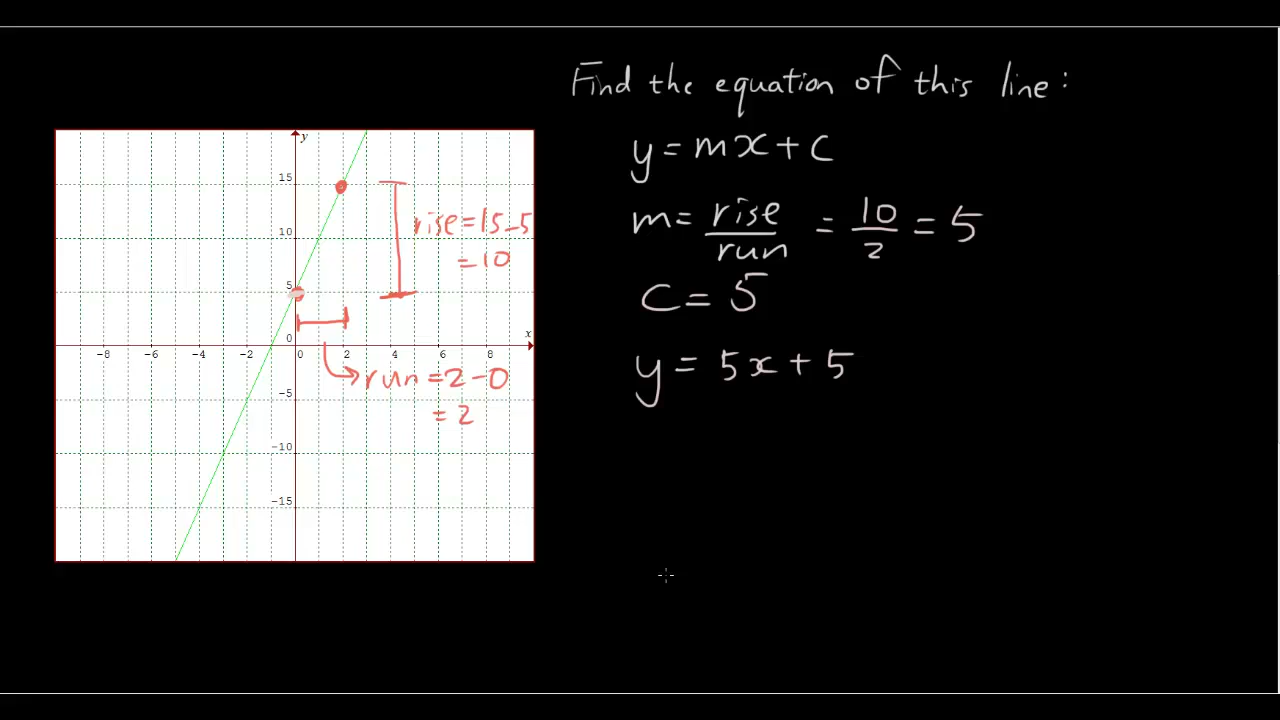 Find the equation of this line:
y = mx + c
m = rise/run = 10/2 = 5
c = 5
y = 5x + 5
y
15
10
5
0
-5
-10
-15
-8 -6 -4 -2 0 2 4 6 8
x
rise = 15 - 5
= 10
run = 2 - 0
= 2